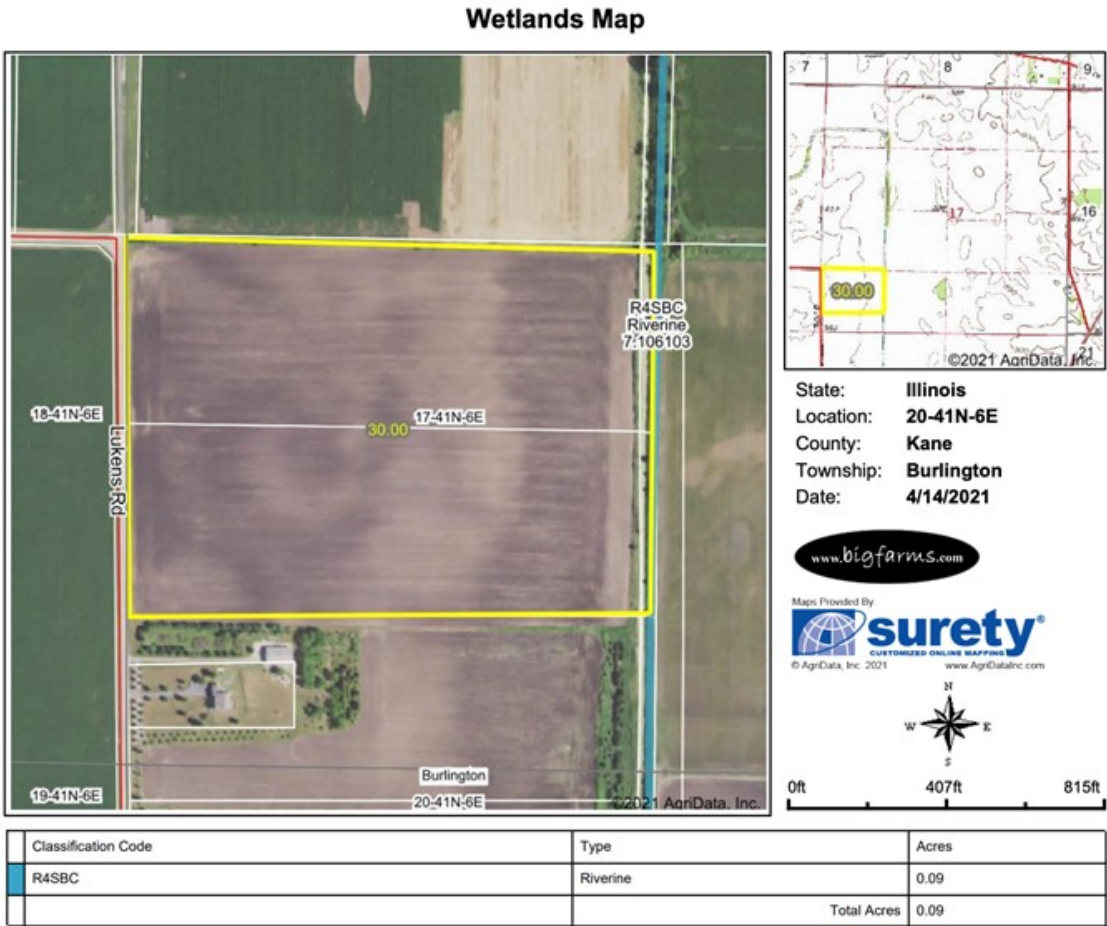 Wetlands Map
R4SBC
Riverine
7.106103
18-41N-6E
17-41N-6E
30.00
Lukens Rd
Burlington
19-41N-6E
20-41N-6E
©2021 AgriData, Inc.
7
8
9
17
16
30.00
21
©2021 AgriData, Inc.
State: Illinois
Location: 20-41N-6E
County: Kane
Township: Burlington
Date: 4/14/2021
www.bigfarms.com
Maps Provided By:
surety®
CUSTOMIZED ONLINE MAPPING
© AgriData, Inc. 2021 www.AgriDataInc.com
N
W E
S
0ft 407ft 815ft
Classification Code Type Acres
R4SBC Riverine 0.09
Total Acres 0.09